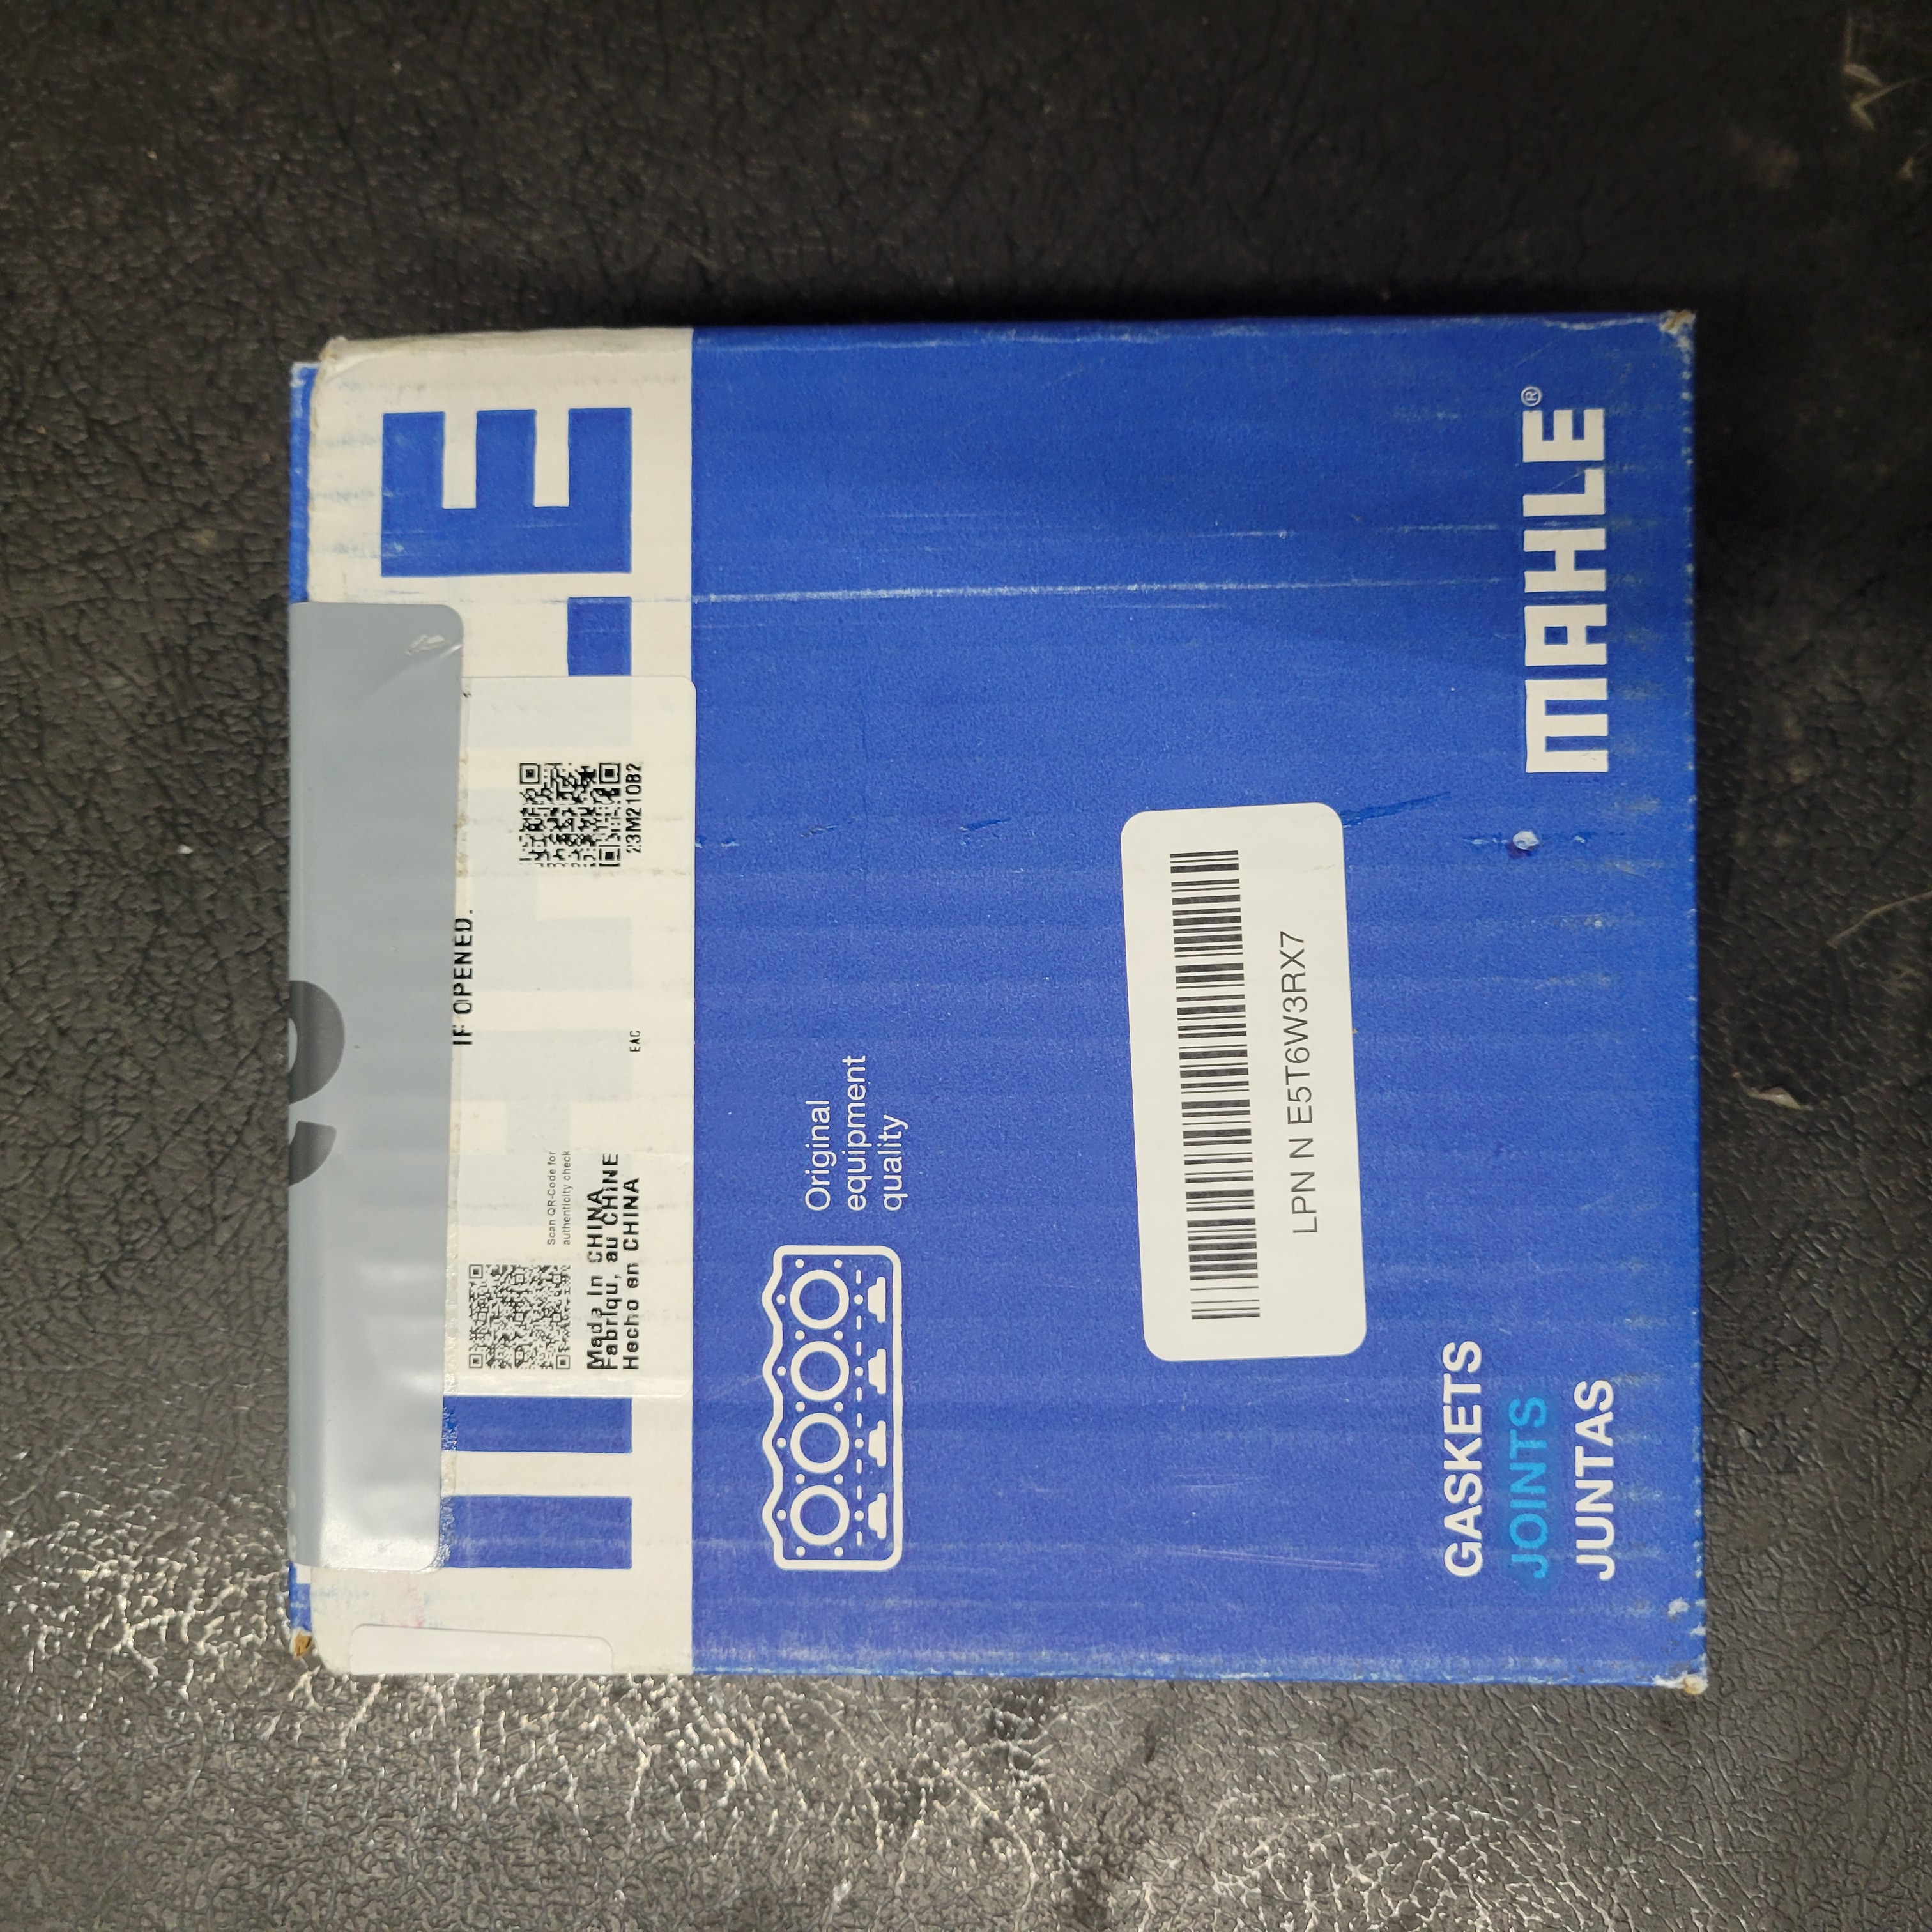 IF OPENED.
23M210B2
EAC
Scan QR-Code for
authenticity check
Made in CHINA
Fabriqu, au CHINE
Hecho en CHINA
Original
equipment
quality
LPN N E5T6W3RX7
MAHLE®
GASKETS
JOINTS
JUNTAS